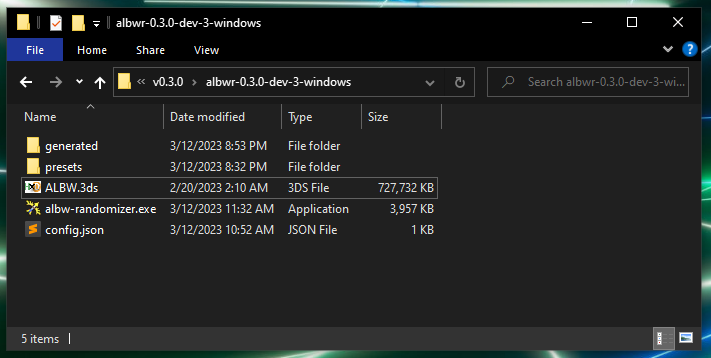 albwr-0.3.0-dev-3-windows
File Home Share View
v0.3.0 albwr-0.3.0-dev-3-windows Search albwr-0.3.0-dev-3-wi...
Name Date modified Type Size
generated 3/12/2023 8:53 PM File folder
presets 3/12/2023 8:32 PM File folder
ALBW.3ds 2/20/2023 2:10 AM 3DS File 727,732 KB
albw-randomizer.exe 3/12/2023 11:32 AM Application 3,957 KB
config.json 3/12/2023 10:52 AM JSON File 1 KB
5 items